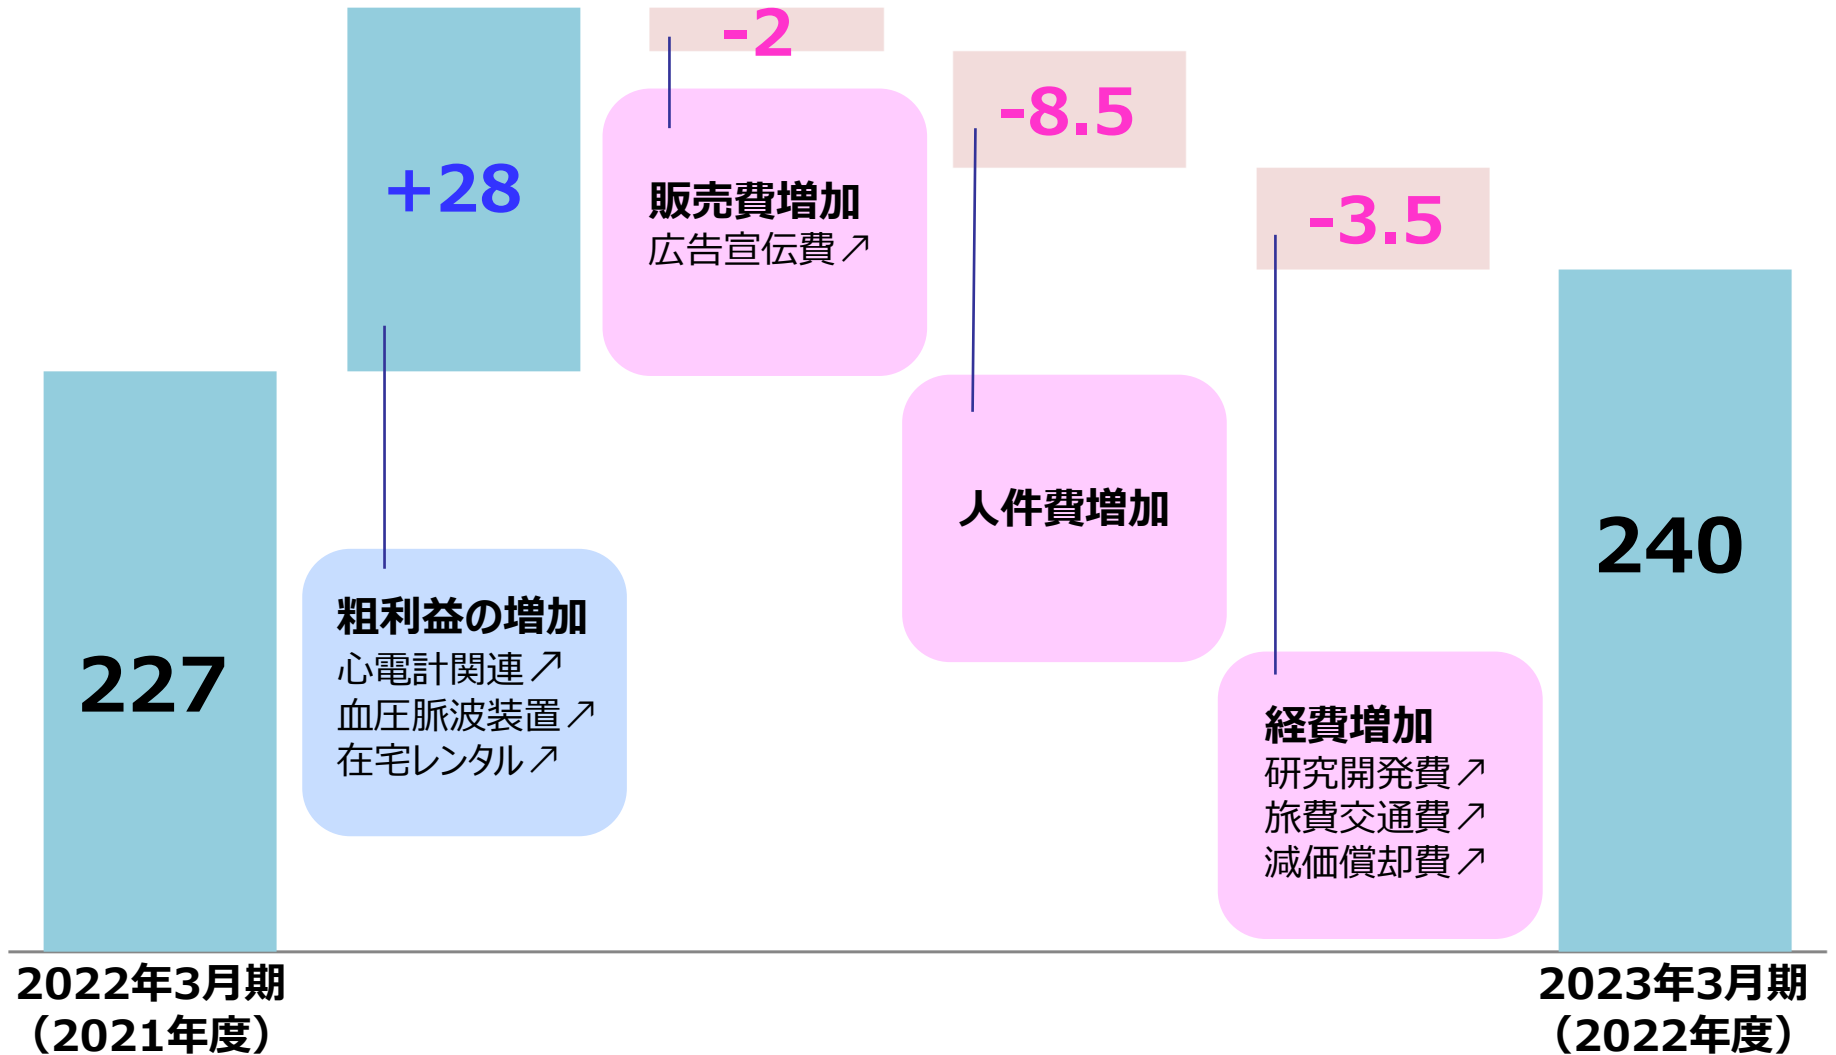 227
2022年3月期
（2021年度）
+28
粗利益の増加
心電計関連↗
血圧脈波装置↗
在宅レンタル↗
-2
販売費増加
広告宣伝費↗
-8.5
人件費増加
-3.5
経費増加
研究開発費↗
旅費交通費↗
減価償却費↗
240
2023年3月期
（2022年度）